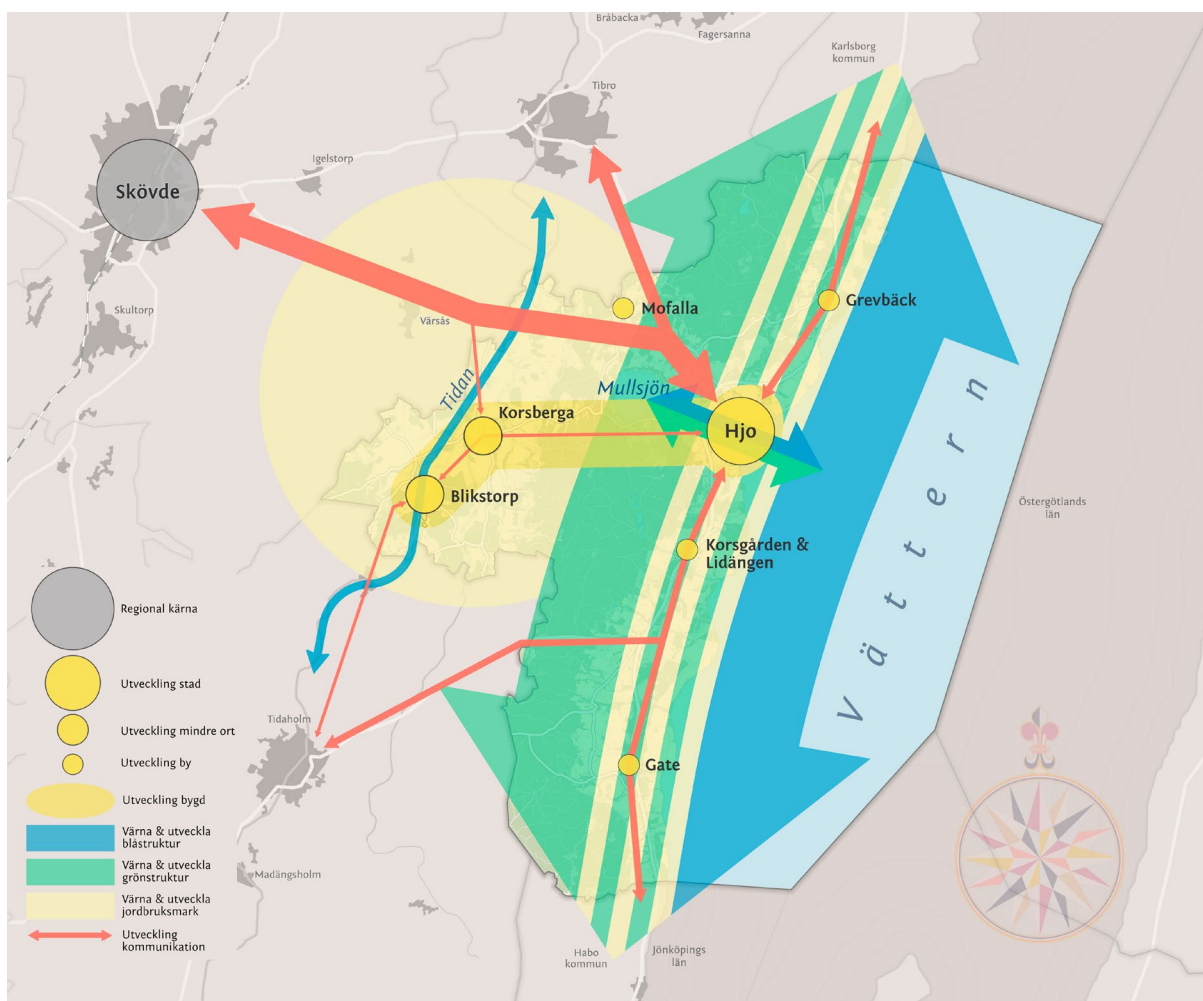 Bråbacka
Fagersanna
Karlsborg
kommun
Tibro
Igelstorp
Skövde
Skultorp
Värsås
Mofalla
Grevbäck
Tidan
Mullsjön
Korsberga
Hjo
Blikstorp
Vättern
Östergötlands
län
Korsgården &
Lidängen
Gate
Tidaholm
Madängsholm
Habo
kommun
Jönköpings
län
Regional kärna
Utveckling stad
Utveckling mindre ort
Utveckling by
Utveckling bygd
Värna & utveckla
blåstruktur
Värna & utveckla
grönstruktur
Värna & utveckla
jordbruksmark
Utveckling
kommunikation